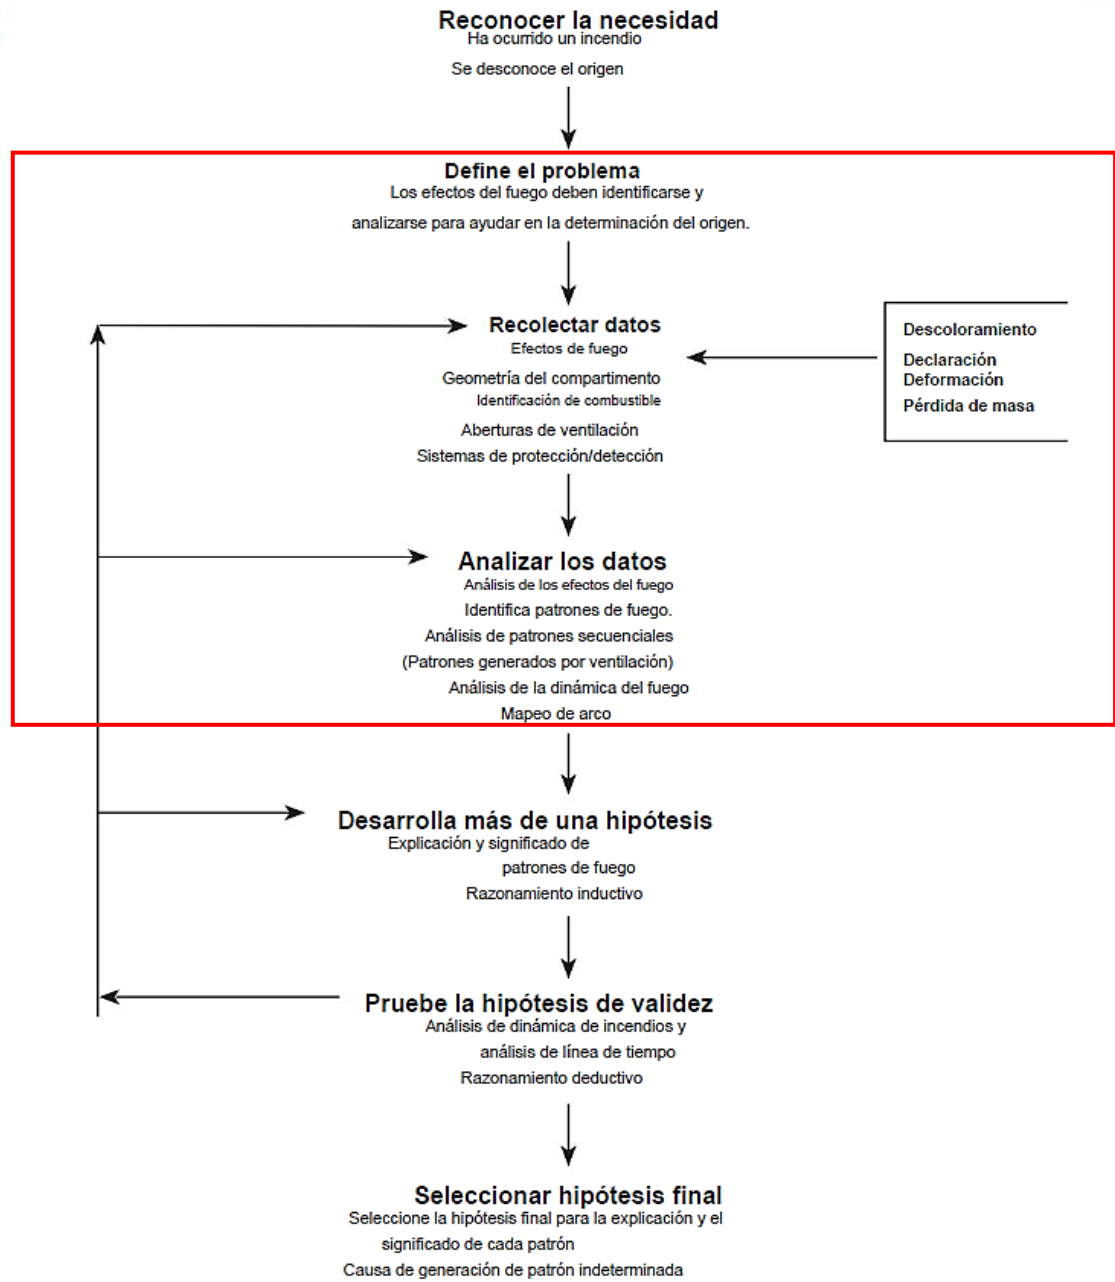 Reconocer la necesidad
Ha ocurrido un incendio
Se desconoce el origen
Define el problema
Los efectos del fuego deben identificarse y
analizarse para ayudar en la determinación del origen.
Recolectar datos
Efectos de fuego
Geometría del compartimento
Identificación de combustible
Aberturas de ventilación
Sistemas de protección/detección
Descoloramiento
Declaración
Deformación
Pérdida de masa
Analizar los datos
Análisis de los efectos del fuego
Identifica patrones de fuego.
Análisis de patrones secuenciales
(Patrones generados por ventilación)
Análisis de la dinámica del fuego
Mapeo de arco
Desarrolla más de una hipótesis
Explicación y significado de
patrones de fuego
Razonamiento inductivo
Pruebe la hipótesis de validez
Análisis de dinámica de incendios y
análisis de línea de tiempo
Razonamiento deductivo
Seleccionar hipótesis final
Seleccione la hipótesis final para la explicación y el
significado de cada patrón
Causa de generación de patrón indeterminada